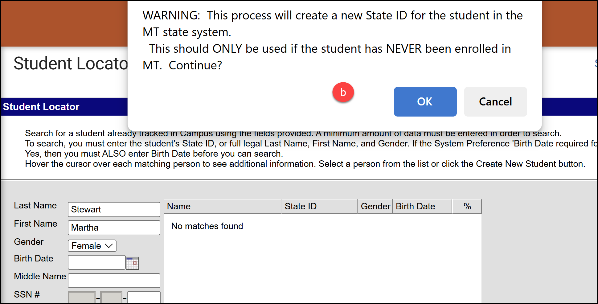 WARNING:  This process will create a new State ID for the student in the
MT state system.
This should ONLY be used if the student has NEVER been enrolled in
MT.  Continue?
b
OK
Cancel
Student Locato
Student Locator
Search for a student already tracked in Campus using the fields provided. A minimum amount of data must be entered in order to search.
To search, you must enter the student's State ID, or full legal Last Name, First Name, and Gender. If the System Preference 'Birth Date required fo
Yes, then you must ALSO enter Birth Date before you can search.
Hover the cursor over each matching person to see additional information. Select a person from the list or click the Create New Student button.
Last Name Stewart
First Name Martha
Gender Female
Birth Date
Middle Name
SSN # - -
Name State ID Gender Birth Date %
No matches found